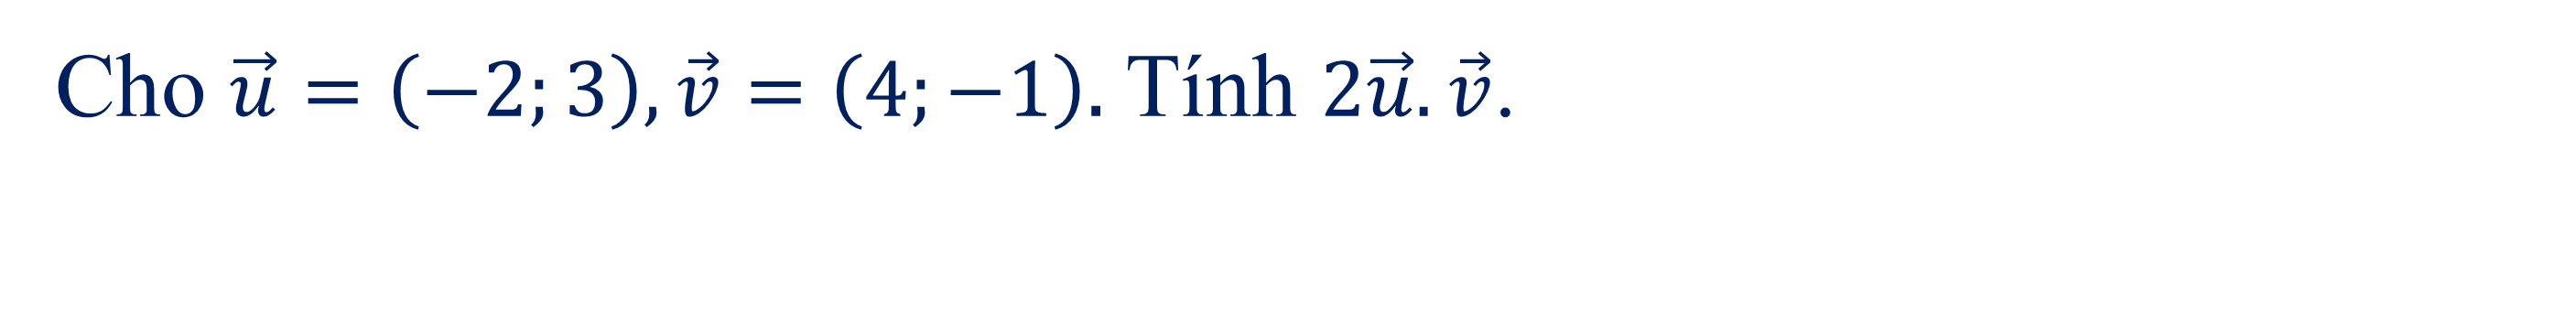 Cho $\vec{u} = (-2; 3), \vec{v} = (4; -1)$. Tính $2\vec{u}.\vec{v}$.